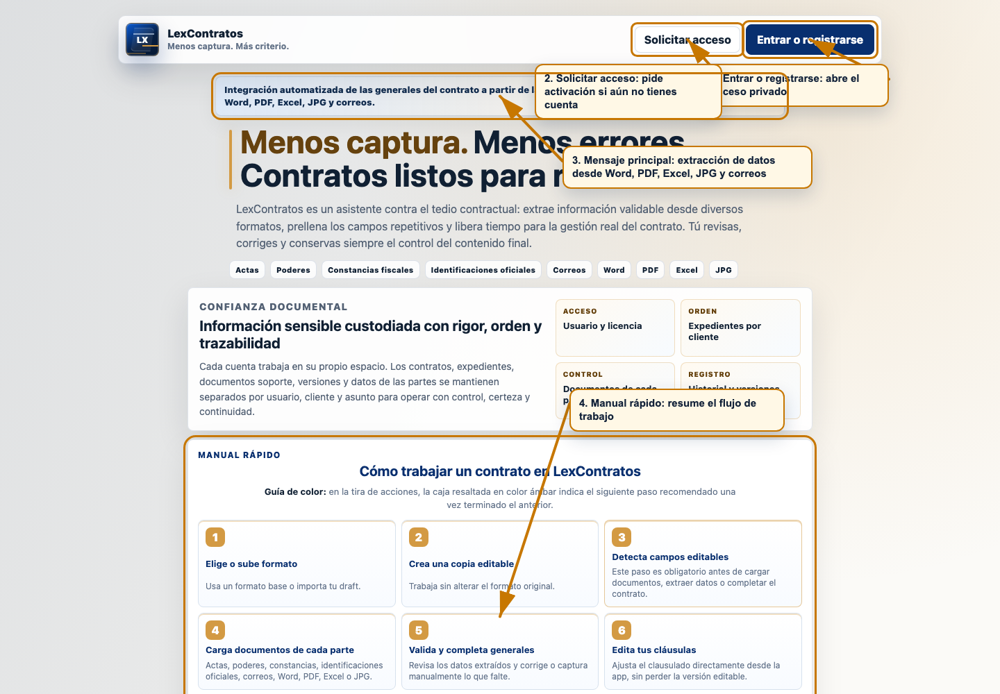 LX
LexContratos
Menos captura. Más criterio.
Solicitar acceso
Entrar o registrarse
2. Solicitar acceso: pide
activación si aún no tienes
cuenta
Entrar o registrarse: abre el
ceso privado
Integración automatizada de las generales del contrato a partir de
Word, PDF, Excel, JPG y correos.
Menos captura. Menos errores
Contratos listos para
3. Mensaje principal: extracción de datos
desde Word, PDF, Excel, JPG y correos
LexContratos es un asistente contra el tedio contractual: extrae información validable desde diversos
formatos, prellena los campos repetitivos y libera tiempo para la gestión real del contrato. Tú revisas,
corriges y conservas siempre el control del contenido final.
Actas
Poderes
Constancias fiscales
Identificaciones oficiales
Correos
Word
PDF
Excel
JPG
CONFIANZA DOCUMENTAL
Información sensible custodiada con rigor, orden y
trazabilidad
Cada cuenta trabaja en su propio espacio. Los contratos, expedientes,
documentos soporte, versiones y datos de las partes se mantienen
separados por usuario, cliente y asunto para operar con control, certeza y
continuidad.
ACCESO
Usuario y licencia
ORDEN
Expedientes por
cliente
CONTROL
Documentos de cada
REGISTRO
Historial y versiones
4. Manual rápido: resume el flujo de
trabajo
MANUAL RÁPIDO
Cómo trabajar un contrato en LexContratos
Guía de color: en la tira de acciones, la caja resaltada en color ámbar indica el siguiente paso recomendado una
vez terminado el anterior.
1
Elige o sube formato
Usa un formato base o importa tu draft.
2
Crea una copia editable
Trabaja sin alterar el formato original.
3
Detecta campos editables
Este paso es obligatorio antes de cargar
documentos, extraer datos o completar el
contrato.
4
Carga documentos de cada parte
Actas, poderes, constancias, identificaciones
oficiales, correos, Word, PDF, Excel o JPG.
5
Valida y completa generales
Revisa los datos extraídos y corrige o captura
manualmente lo que falte.
6
Edita tus cláusulas
Ajusta el clausulado directamente desde la
app, sin perder la versión editable.